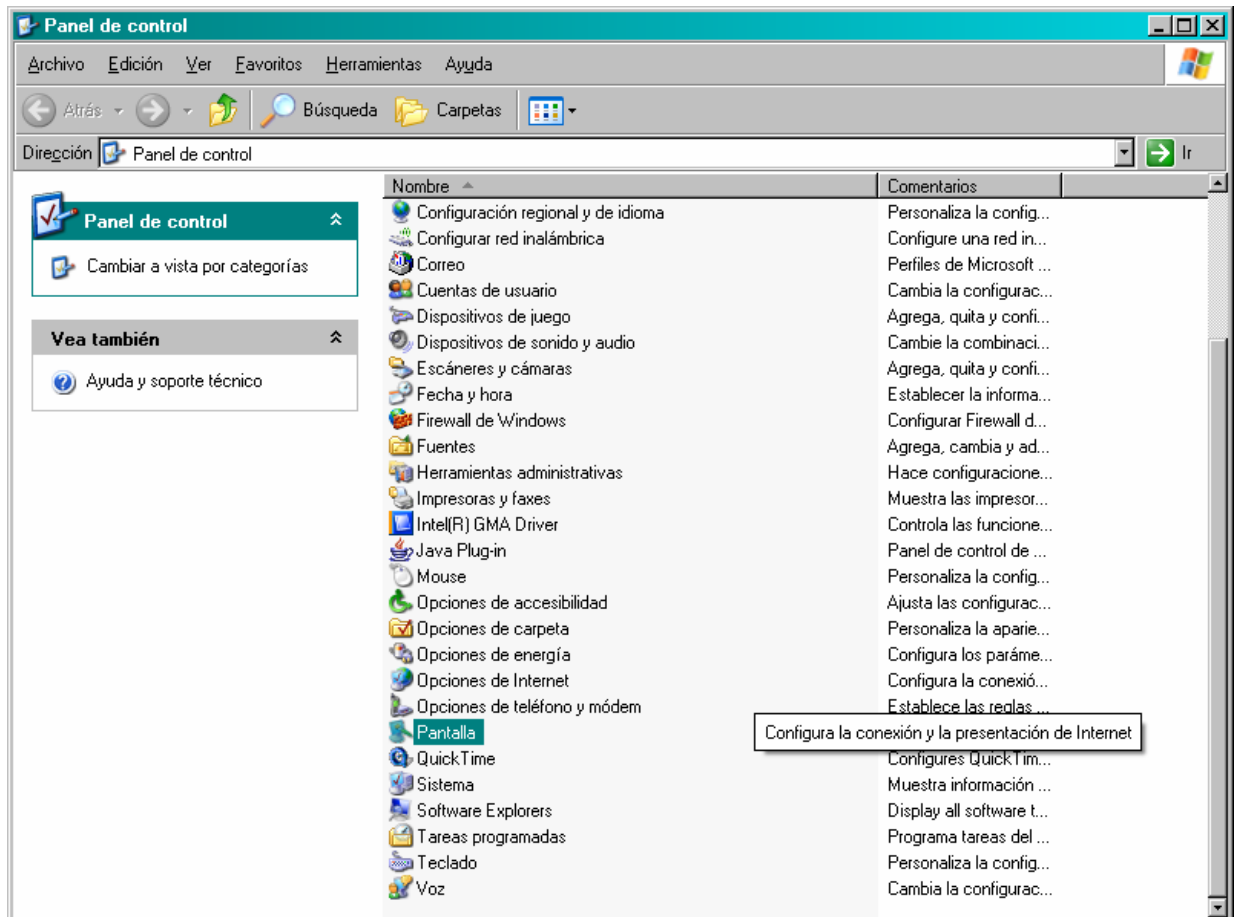 Panel de control
Archivo Edición Ver Favoritos Herramientas Ayuda
Atrás Búsqueda Carpetas
Dirección Panel de control Ir
Panel de control
Cambiar a vista por categorías
Vea también
Ayuda y soporte técnico
Nombre Comentarios
Configuración regional y de idioma Personaliza la config...
Configurar red inalámbrica Configure una red in...
Correo Perfiles de Microsoft ...
Cuentas de usuario Cambia la configurac...
Dispositivos de juego Agrega, quita y confi...
Dispositivos de sonido y audio Cambie la combinaci...
Escáneres y cámaras Agrega, quita y confi...
Fecha y hora Establecer la informa...
Firewall de Windows Configurar Firewall d...
Fuentes Agrega, cambia y ad...
Herramientas administrativas Hace configuracione...
Impresoras y faxes Muestra las impresor...
Intel(R) GMA Driver Controla las funcione...
Java Plug-in Panel de control de ...
Mouse Personaliza la config...
Opciones de accesibilidad Ajusta las configurac...
Opciones de carpeta Personaliza la aparie...
Opciones de energía Configura los paráme...
Opciones de Internet Configura la conexió...
Opciones de teléfono y módem Establece las reglas ...
Pantalla Configura la conexión y la presentación de Internet
QuickTime Configures QuickTim...
Sistema Muestra información ...
Software Explorers Display all software t...
Tareas programadas Programa tareas del ...
Teclado Personaliza la config...
Voz Cambia la configurac...